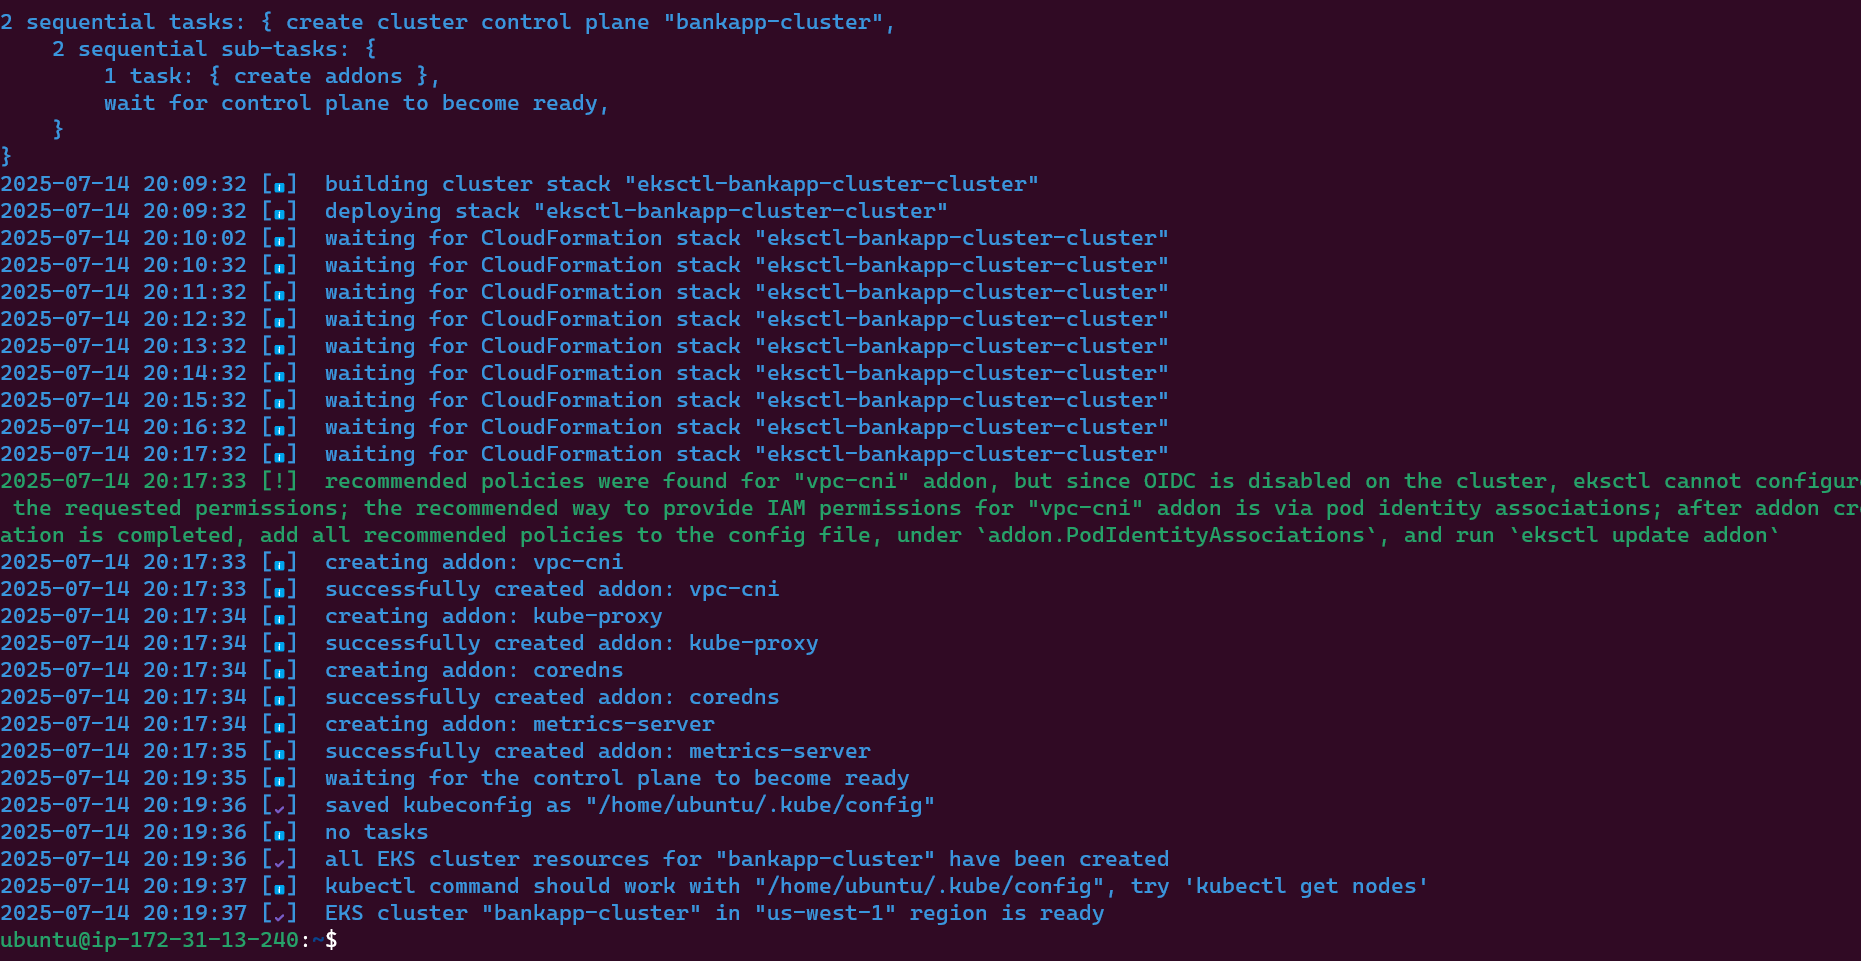 2 sequential tasks: { create cluster control plane "bankapp-cluster",
    2 sequential sub-tasks: {
        1 task: { create addons },
        wait for control plane to become ready,
    }
}
2025-07-14 20:09:32 [ℹ]  building cluster stack "eksctl-bankapp-cluster-cluster"
2025-07-14 20:09:32 [ℹ]  deploying stack "eksctl-bankapp-cluster-cluster"
2025-07-14 20:10:02 [ℹ]  waiting for CloudFormation stack "eksctl-bankapp-cluster-cluster"
2025-07-14 20:10:32 [ℹ]  waiting for CloudFormation stack "eksctl-bankapp-cluster-cluster"
2025-07-14 20:11:32 [ℹ]  waiting for CloudFormation stack "eksctl-bankapp-cluster-cluster"
2025-07-14 20:12:32 [ℹ]  waiting for CloudFormation stack "eksctl-bankapp-cluster-cluster"
2025-07-14 20:13:32 [ℹ]  waiting for CloudFormation stack "eksctl-bankapp-cluster-cluster"
2025-07-14 20:14:32 [ℹ]  waiting for CloudFormation stack "eksctl-bankapp-cluster-cluster"
2025-07-14 20:15:32 [ℹ]  waiting for CloudFormation stack "eksctl-bankapp-cluster-cluster"
2025-07-14 20:16:32 [ℹ]  waiting for CloudFormation stack "eksctl-bankapp-cluster-cluster"
2025-07-14 20:17:32 [ℹ]  waiting for CloudFormation stack "eksctl-bankapp-cluster-cluster"
2025-07-14 20:17:33 [!]  recommended policies were found for "vpc-cni" addon, but since OIDC is disabled on the cluster, eksctl cannot configure
 the requested permissions; the recommended way to provide IAM permissions for "vpc-cni" addon is via pod identity associations; after addon cre
ation is completed, add all recommended policies to the config file, under `addon.PodIdentityAssociations`, and run `eksctl update addon`
2025-07-14 20:17:33 [ℹ]  creating addon: vpc-cni
2025-07-14 20:17:33 [ℹ]  successfully created addon: vpc-cni
2025-07-14 20:17:34 [ℹ]  creating addon: kube-proxy
2025-07-14 20:17:34 [ℹ]  successfully created addon: kube-proxy
2025-07-14 20:17:34 [ℹ]  creating addon: coredns
2025-07-14 20:17:34 [ℹ]  successfully created addon: coredns
2025-07-14 20:17:34 [ℹ]  creating addon: metrics-server
2025-07-14 20:17:35 [ℹ]  successfully created addon: metrics-server
2025-07-14 20:19:35 [ℹ]  waiting for the control plane to become ready
2025-07-14 20:19:36 [✔]  saved kubeconfig as "/home/ubuntu/.kube/config"
2025-07-14 20:19:36 [ℹ]  no tasks
2025-07-14 20:19:36 [✔]  all EKS cluster resources for "bankapp-cluster" have been created
2025-07-14 20:19:37 [ℹ]  kubectl command should work with "/home/ubuntu/.kube/config", try 'kubectl get nodes'
2025-07-14 20:19:37 [✔]  EKS cluster "bankapp-cluster" in "us-west-1" region is ready
ubuntu@ip-172-31-13-240:~$